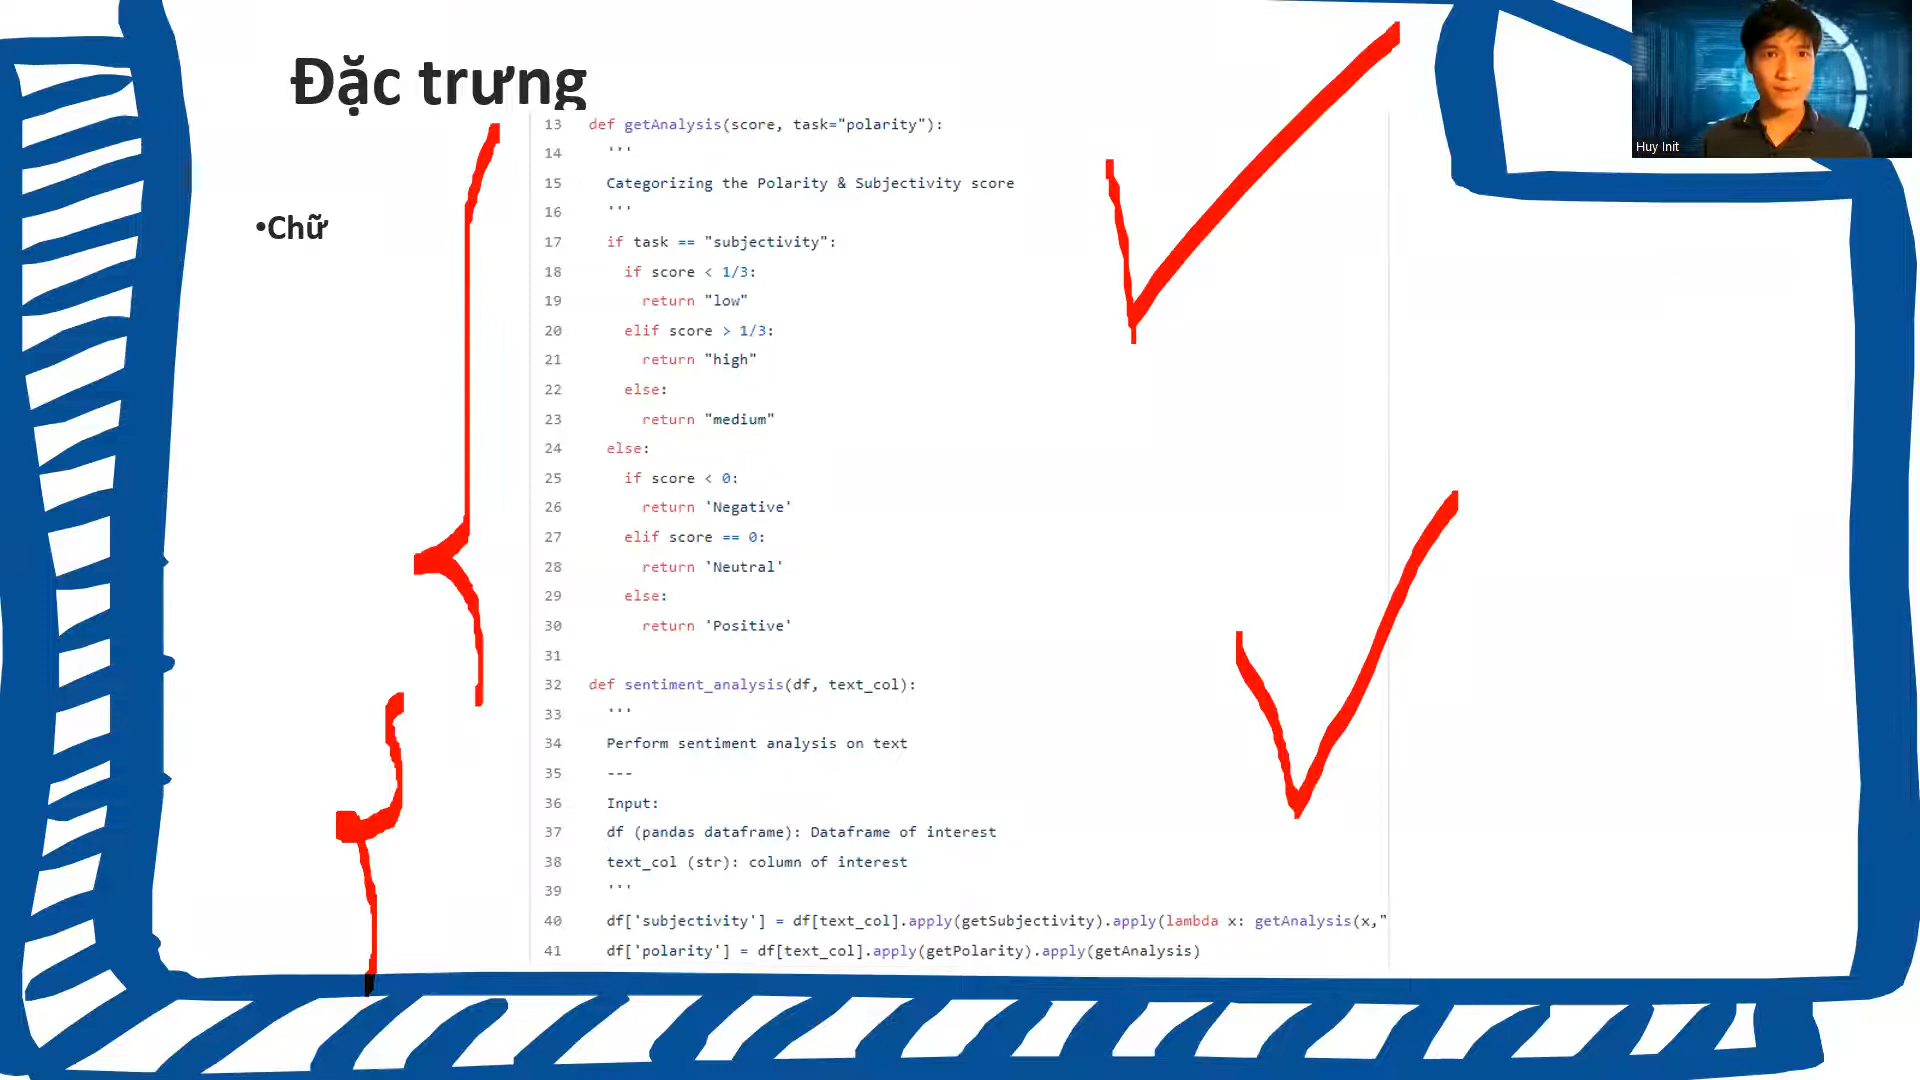 Đặc trưng
•Chữ
13 def getAnalysis(score, task="polarity"):
14 '''
15 Categorizing the Polarity & Subjectivity score
16 '''
17 if task == "subjectivity":
18 if score < 1/3:
19 return "low"
20 elif score > 1/3:
21 return "high"
22 else:
23 return "medium"
24 else:
25 if score < 0:
26 return 'Negative'
27 elif score == 0:
28 return 'Neutral'
29 else:
30 return 'Positive'
31
32 def sentiment_analysis(df, text_col):
33 '''
34 Perform sentiment analysis on text
35 ---
36 Input:
37 df (pandas dataframe): Dataframe of interest
38 text_col (str): column of interest
39 '''
40 df['subjectivity'] = df[text_col].apply(getSubjectivity).apply(lambda x: getAnalysis(x,"
41 df['polarity'] = df[text_col].apply(getPolarity).apply(getAnalysis)
Huy Init